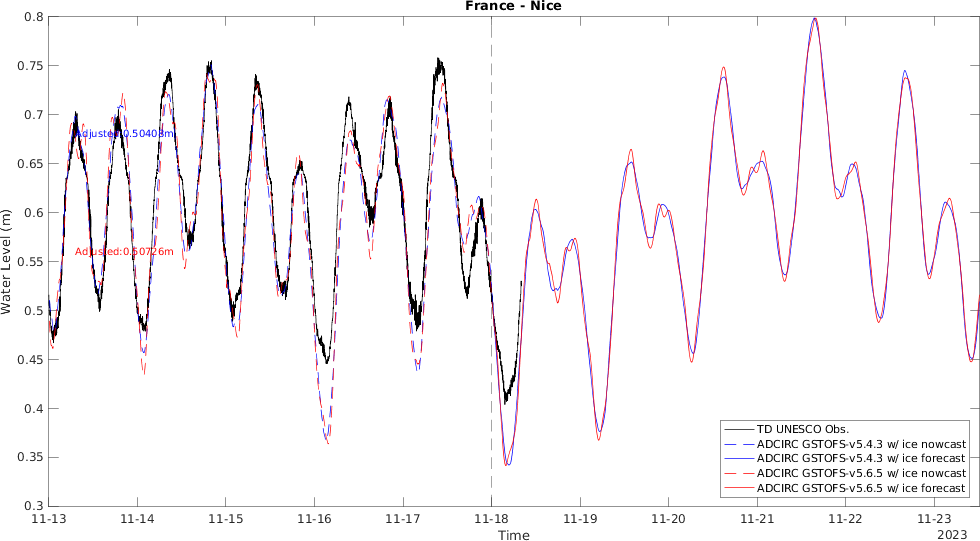 France - Nice
0.8
0.75
0.7
0.65
0.6
0.55
0.5
0.45
0.4
0.35
0.3
Water Level (m)
Adjusted:0.50403m
Adjusted:0.50726m
TD UNESCO Obs.
ADCIRC GSTOFS-v5.4.3 w/ ice nowcast
ADCIRC GSTOFS-v5.4.3 w/ ice forecast
ADCIRC GSTOFS-v5.6.5 w/ ice nowcast
ADCIRC GSTOFS-v5.6.5 w/ ice forecast
11-13 11-14 11-15 11-16 11-17 11-18 11-19 11-20 11-21 11-22 11-23
Time
2023